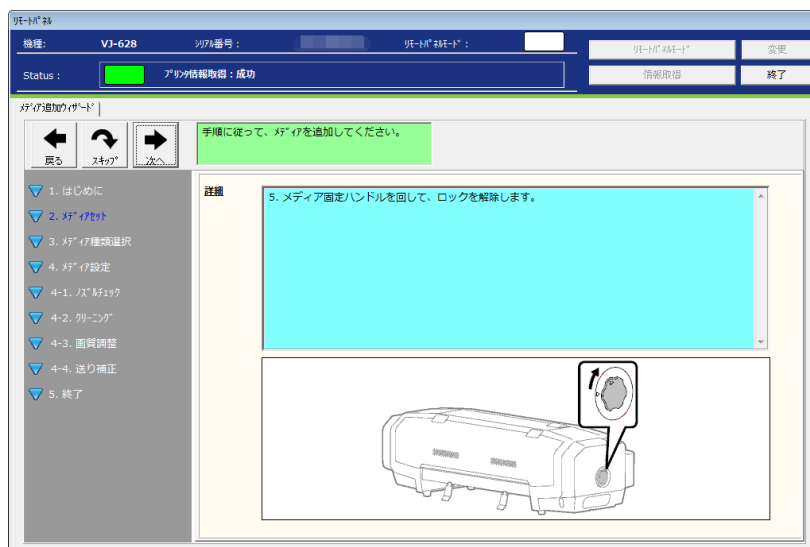 リモートパネル
機種: VJ-628 シリアル番号: リモートパネルモード: リモートパネルモード 変更
Status: プリンタ情報取得:成功 情報取得 終了
メディア追加ウィザード
戻る スキップ 次へ 手順に従って、メディアを追加してください。
1. はじめに
2. メディアセット
3. メディア種類選択
4. メディア設定
4-1. ノズルチェック
4-2. クリーニング
4-3. 画質調整
4-4. 送り補正
5. 終了
詳細
5. メディア固定ハンドルを回して、ロックを解除します。